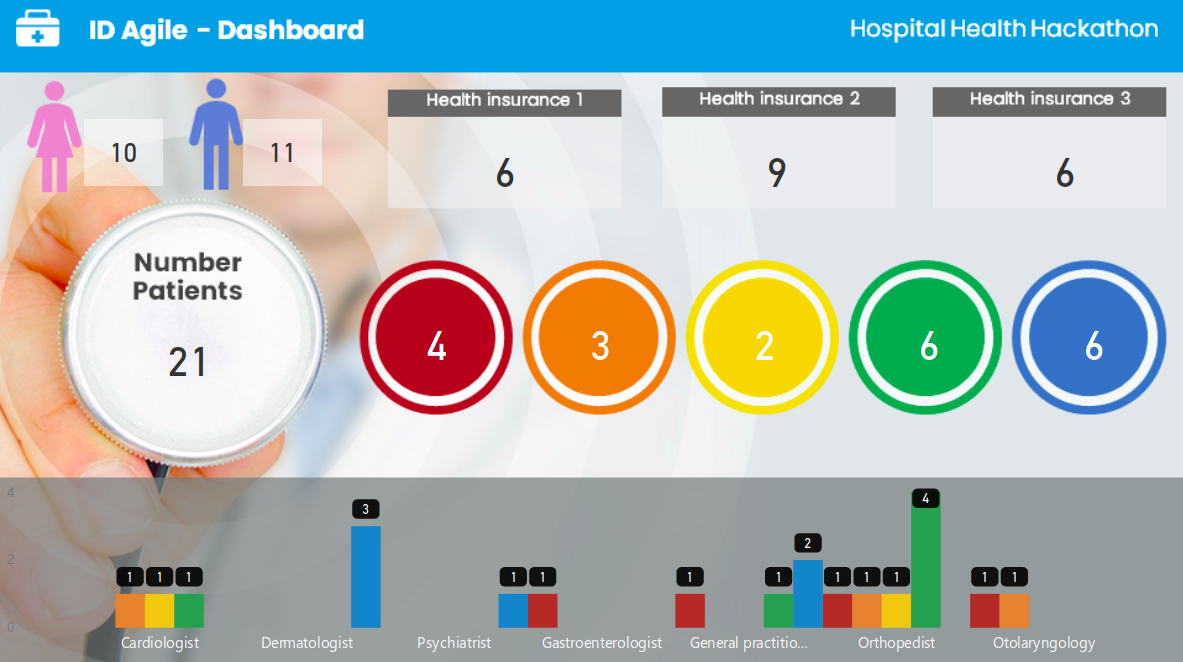 ID Agile - Dashboard
Hospital Health Hackathon
10
11
Health insurance 1
6
Health insurance 2
9
Health insurance 3
6
Number
Patients
21
4
3
2
6
6
4
2
0
1 1 1
3
1 1
1
1 2 1 1 1 4
1 1
Cardiologist
Dermatologist
Psychiatrist
Gastroenterologist
General practitio...
Orthopedist
Otolaryngology